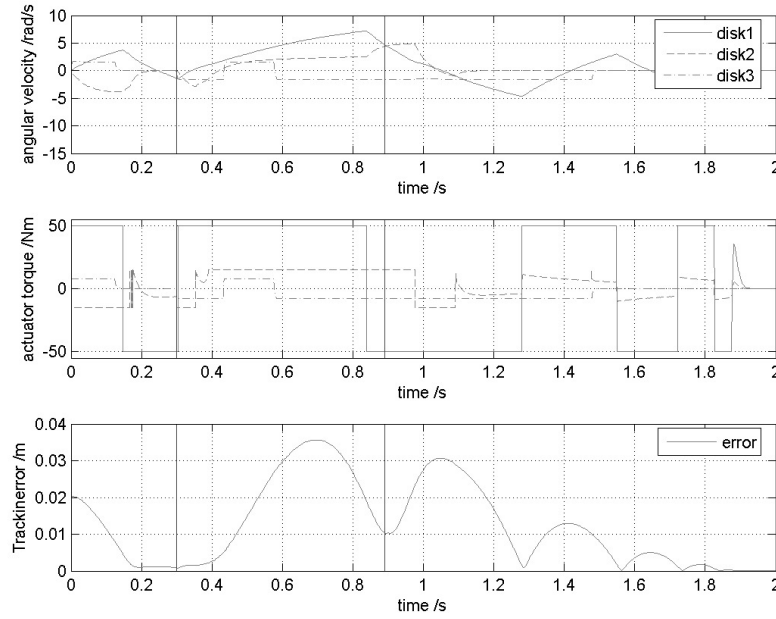 angular velocity /rad/s
10
5
0
-5
-10
-15
0 0.2 0.4 0.6 0.8 1 1.2 1.4 1.6 1.8 2
time /s
disk1
disk2
disk3
actuator torque /Nm
50
0
-50
0 0.2 0.4 0.6 0.8 1 1.2 1.4 1.6 1.8 2
time /s
Trackinerror /m
0.04
0.03
0.02
0.01
0
0 0.2 0.4 0.6 0.8 1 1.2 1.4 1.6 1.8 2
time /s
error